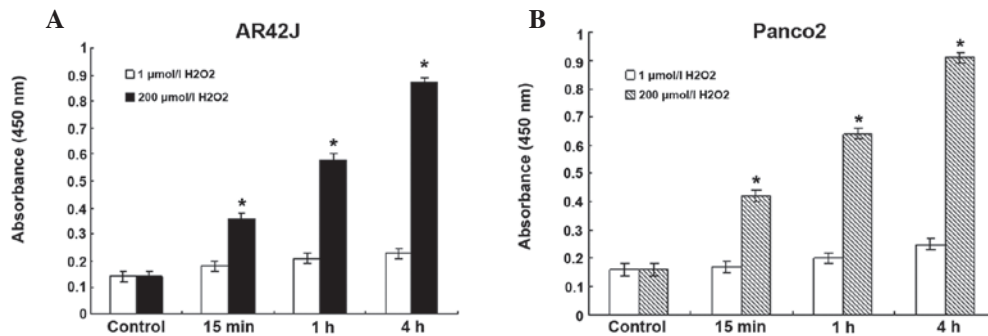 A
AR42J
Absorbance (450 nm)
1
0.9
0.8
0.7
0.6
0.5
0.4
0.3
0.2
0.1
0
1 µmol/l H2O2
200 µmol/l H2O2
*
*
*
Control 15 min 1 h 4 h
B
Panco2
Absorbance (450 nm)
1
0.9
0.8
0.7
0.6
0.5
0.4
0.3
0.2
0.1
0
1 µmol/l H2O2
200 µmol/l H2O2
*
*
*
Control 15 min 1 h 4 h